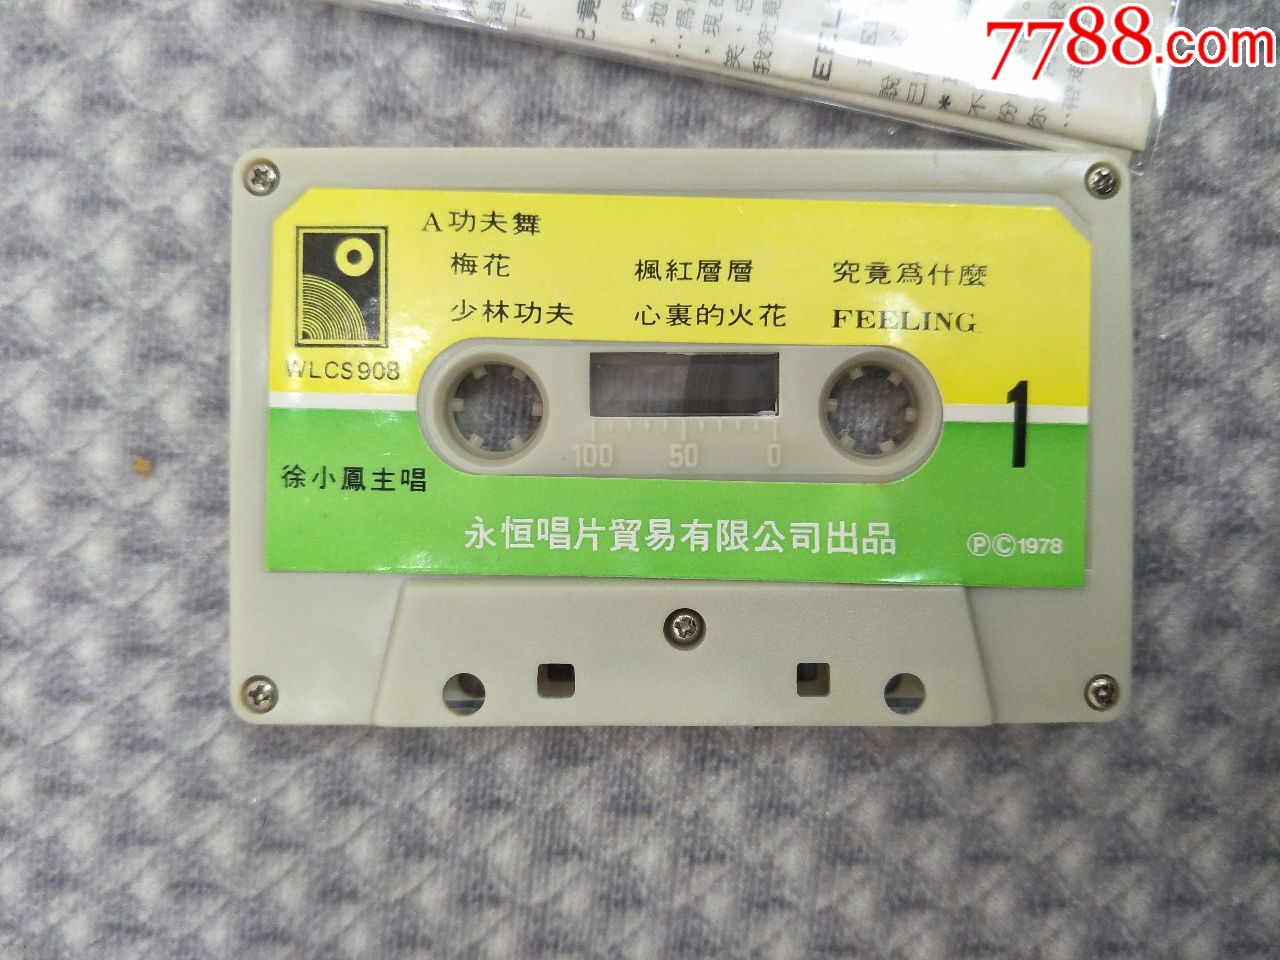 7788.com
A 功夫舞
梅花 楓紅層層 究竟爲什麼
少林功夫 心裏的火花 FEELING
WLCS908
1
100 50 0
徐小鳳主唱
永恒唱片貿易有限公司出品
ⓅⒸ1978